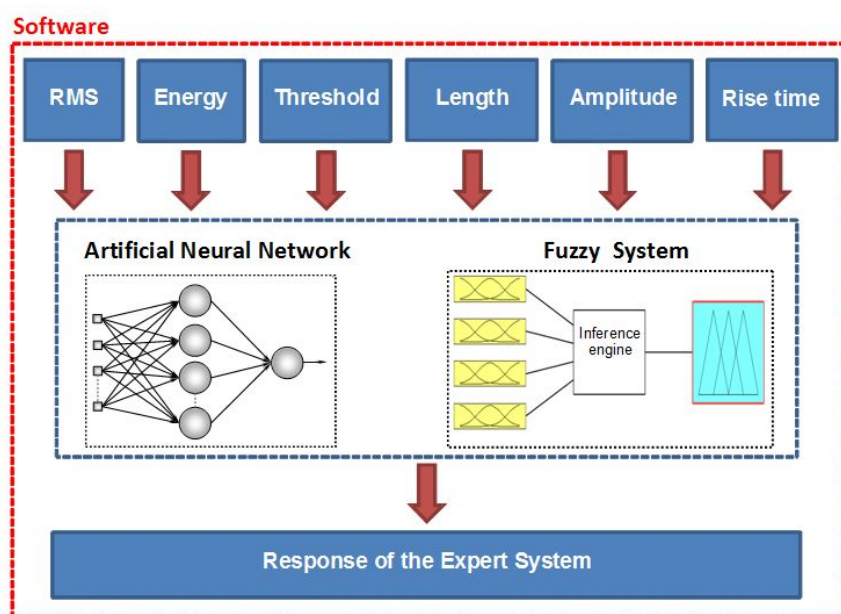 Software
RMS
Energy
Threshold
Length
Amplitude
Rise time
Artificial Neural Network
Fuzzy System
Inference
engine
Response of the Expert System